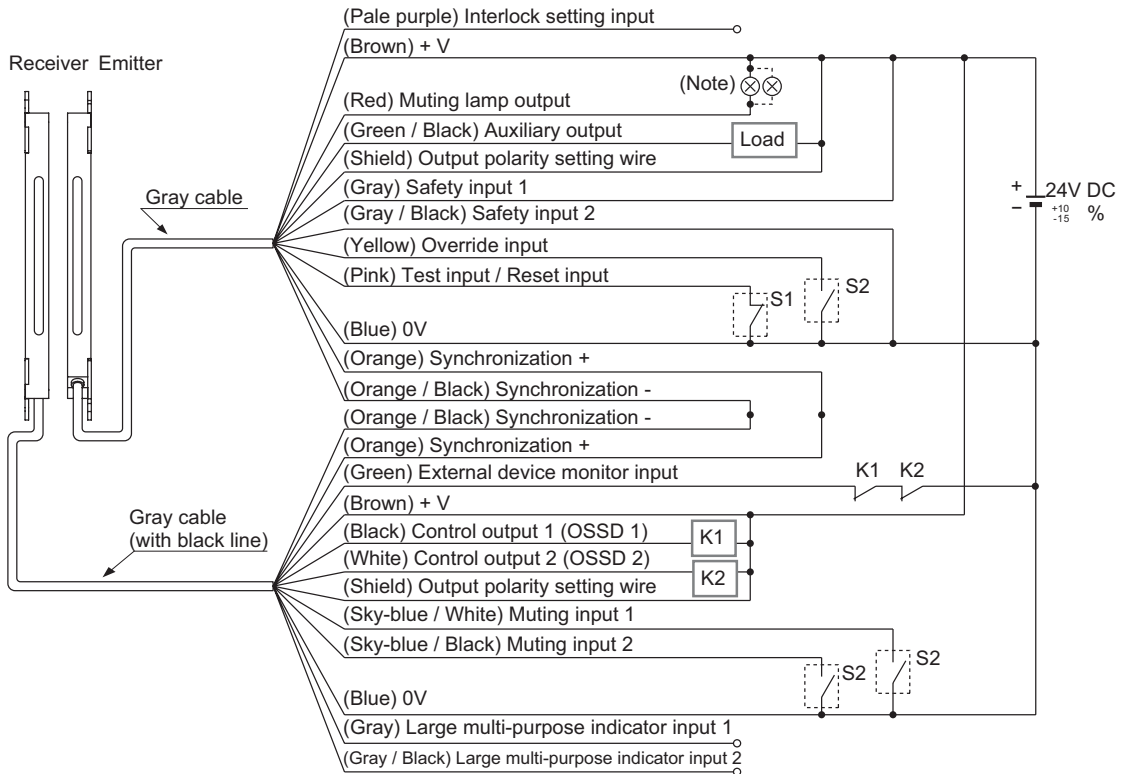 (Pale purple) Interlock setting input
(Brown) + V
Receiver Emitter
(Note)
(Red) Muting lamp output
(Green / Black) Auxiliary output
Load
(Shield) Output polarity setting wire
(Gray) Safety input 1
Gray cable
(Gray / Black) Safety input 2
+ 24V DC
− +10 -15 %
(Yellow) Override input
(Pink) Test input / Reset input
S1
S2
(Blue) 0V
(Orange) Synchronization +
(Orange / Black) Synchronization -
(Orange / Black) Synchronization -
(Orange) Synchronization +
(Green) External device monitor input
K1 K2
(Brown) + V
Gray cable
(with black line)
(Black) Control output 1 (OSSD 1)
K1
(White) Control output 2 (OSSD 2)
K2
(Shield) Output polarity setting wire
(Sky-blue / White) Muting input 1
(Sky-blue / Black) Muting input 2
S2
S2
(Blue) 0V
(Gray) Large multi-purpose indicator input 1
(Gray / Black) Large multi-purpose indicator input 2